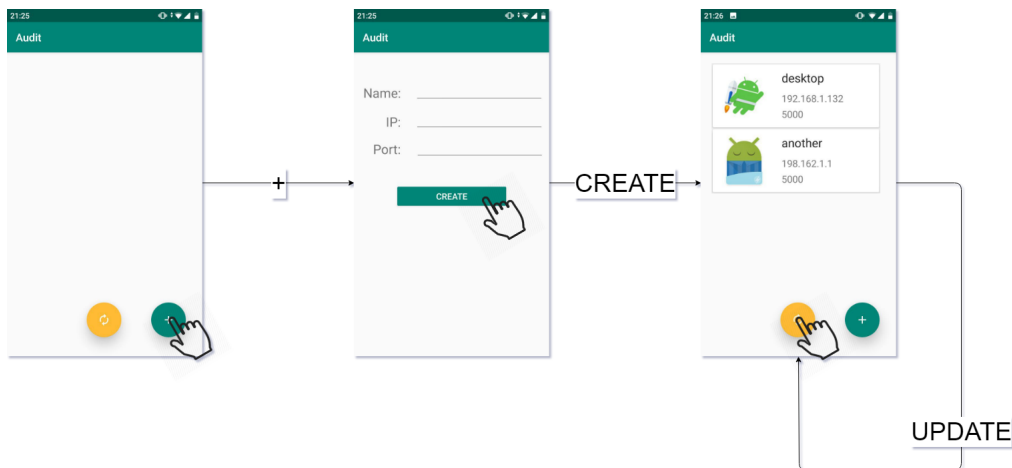 21:25
Audit
+
21:25
Audit
Name:
IP:
Port:
CREATE
CREATE
21:26
Audit
desktop
192.168.1.132
5000
another
198.162.1.1
5000
+
UPDATE